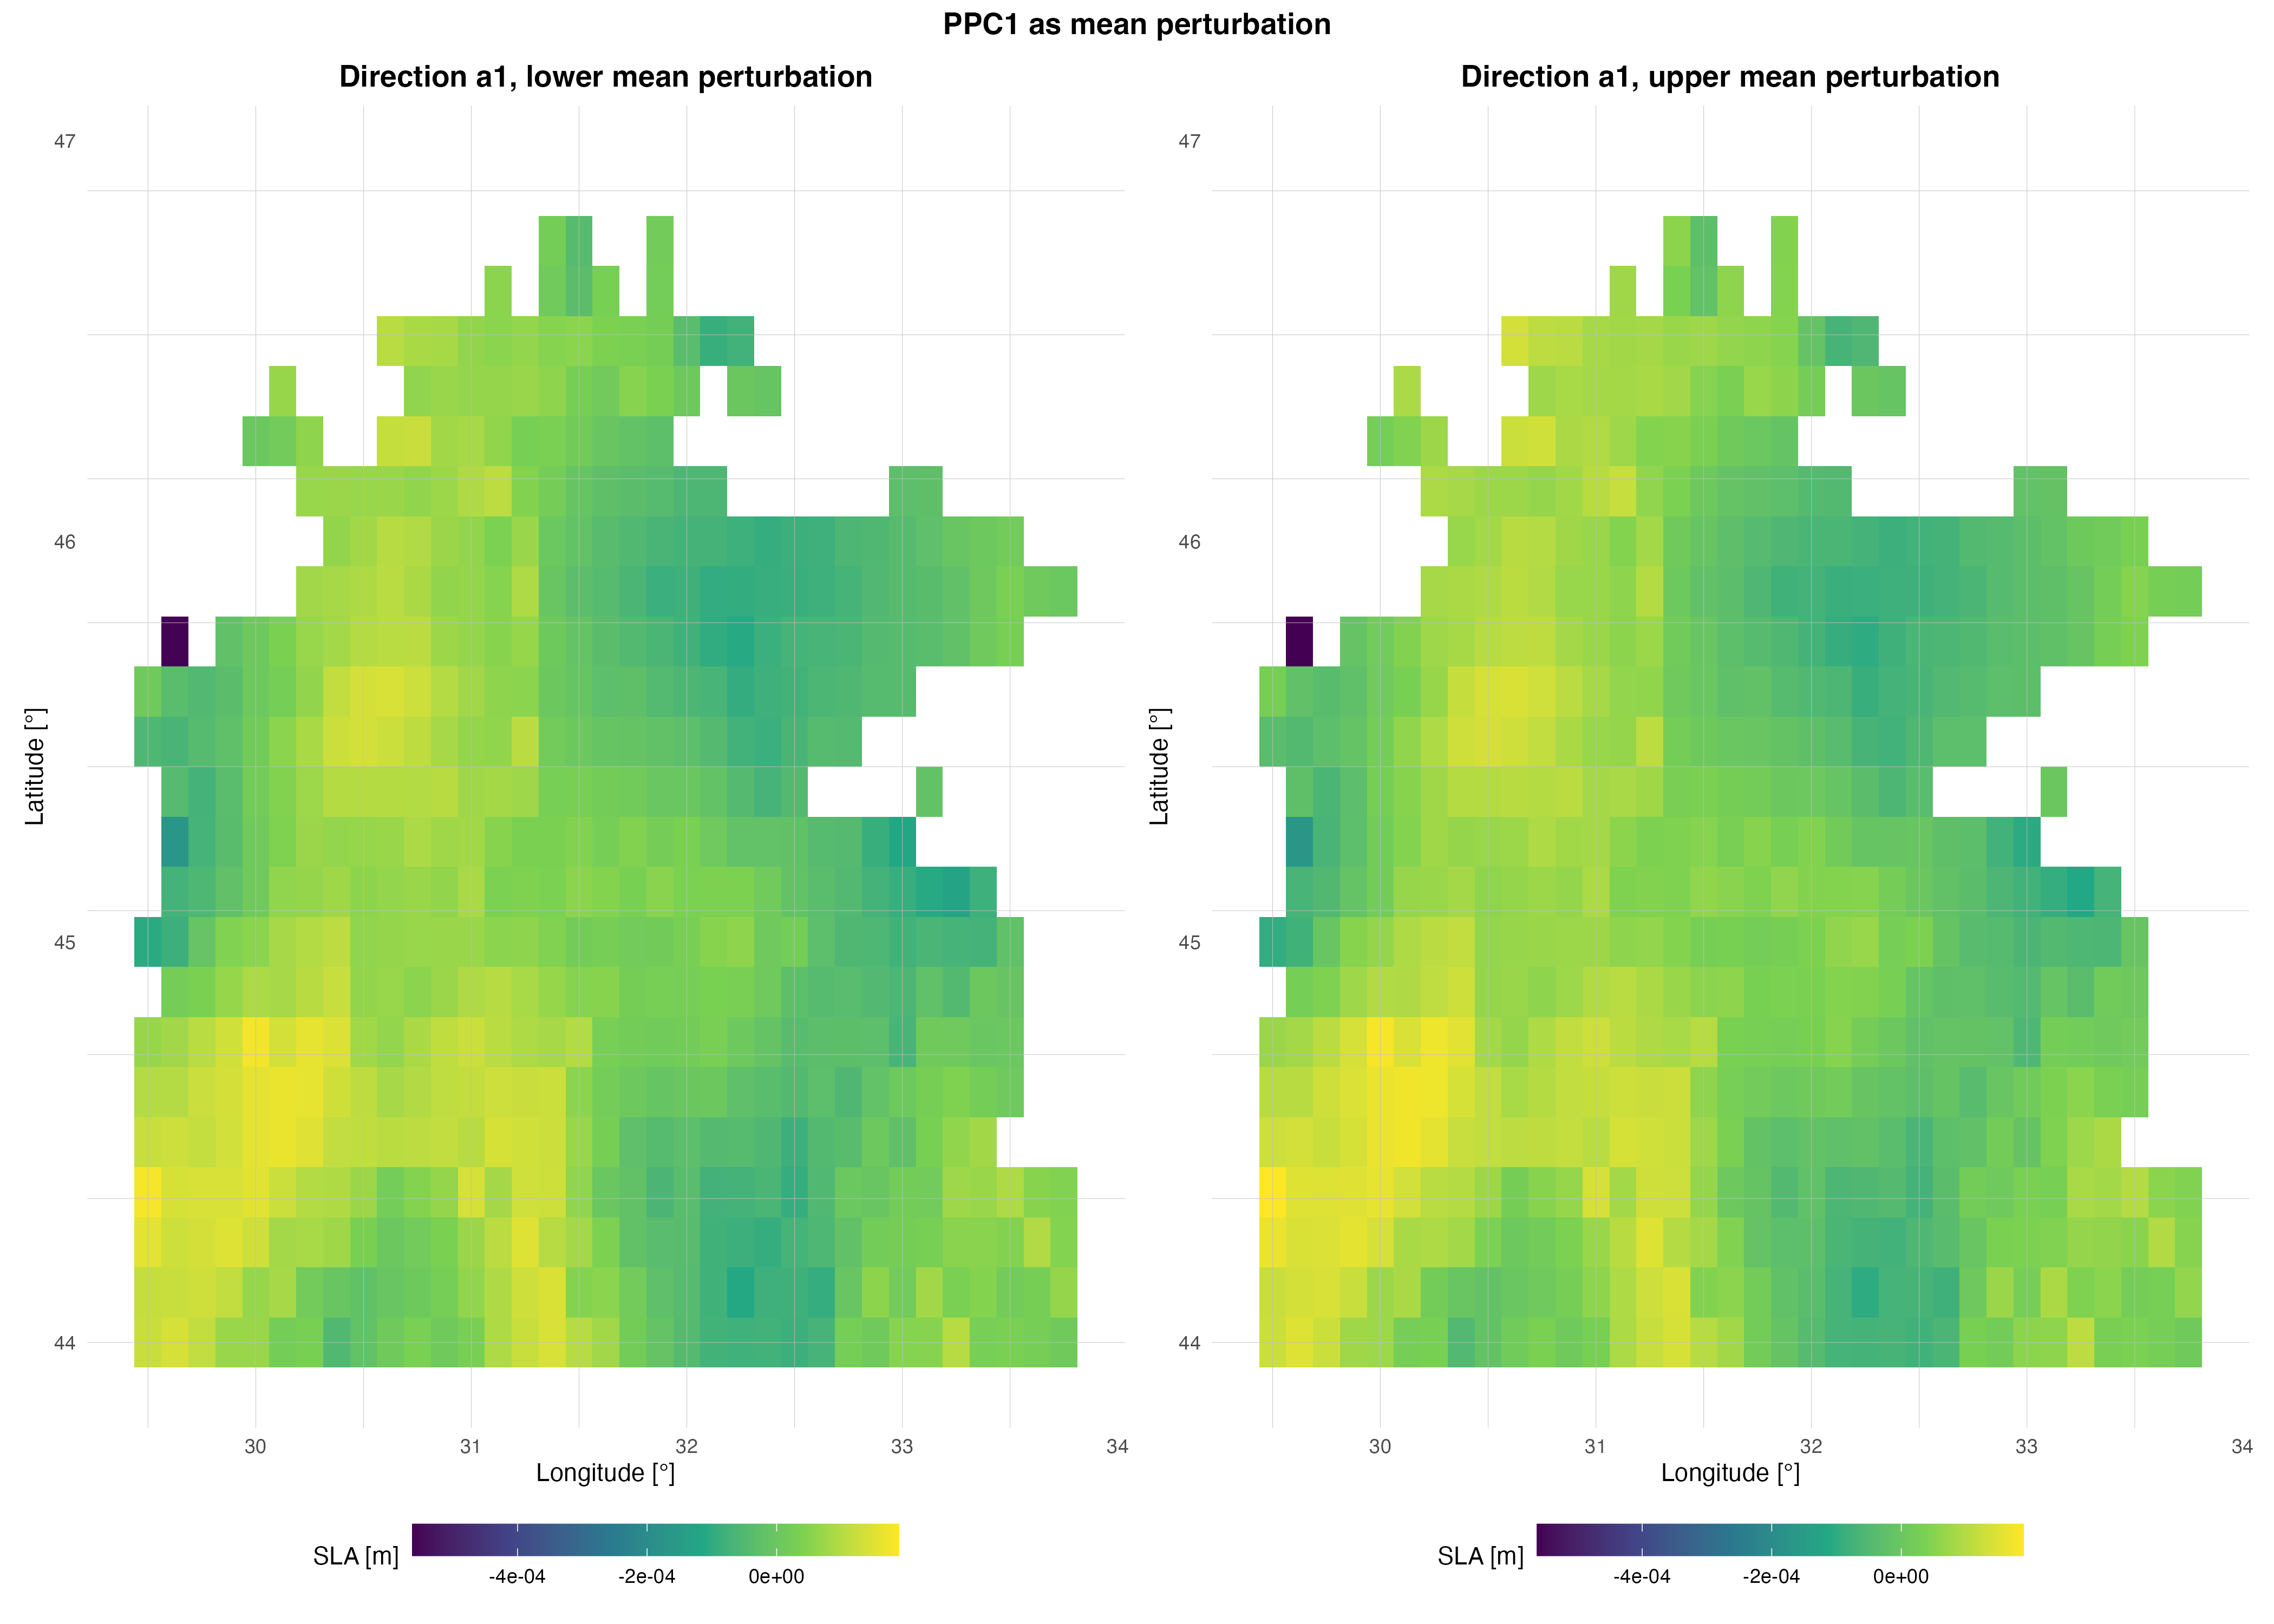 PPC1 as mean perturbation
Direction a1, lower mean perturbation
Direction a1, upper mean perturbation
47
46
45
44
Latitude [°]
30
31
32
33
34
Longitude [°]
SLA [m]
-4e-04
-2e-04
0e+00
47
46
45
44
Latitude [°]
30
31
32
33
34
Longitude [°]
SLA [m]
-4e-04
-2e-04
0e+00